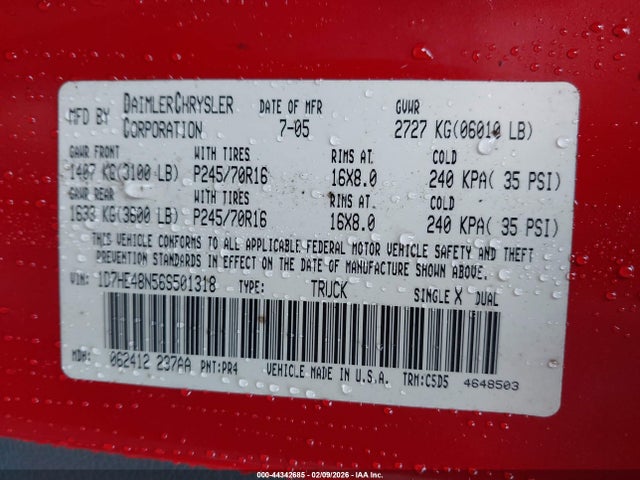 MFD BY DAIMLERCHRYSLER CORPORATION DATE OF MFR 7-05 GVWR 2727 KG(06010 LB)
GAWR FRONT WITH TIRES RIMS AT. COLD
1407 KG(3100 LB) P245/70R16 16X8.0 240 KPA( 35 PSI)
GAWR REAR WITH TIRES RIMS AT. COLD
1633 KG(3600 LB) P245/70R16 16X8.0 240 KPA( 35 PSI)
THIS VEHICLE CONFORMS TO ALL APPLICABLE FEDERAL MOTOR VEHICLE SAFETY AND THEFT
PREVENTION STANDARDS IN EFFECT ON THE DATE OF MANUFACTURE SHOWN ABOVE.
VIN: 1D7HE48N56S501318 TYPE: TRUCK SINGLE X DUAL
MDH: 062412 237AA PNT:PR4 VEHICLE MADE IN U.S.A. TRM:C5D5 4648503
000-44342685 - 02/09/2026 - IAA Inc.